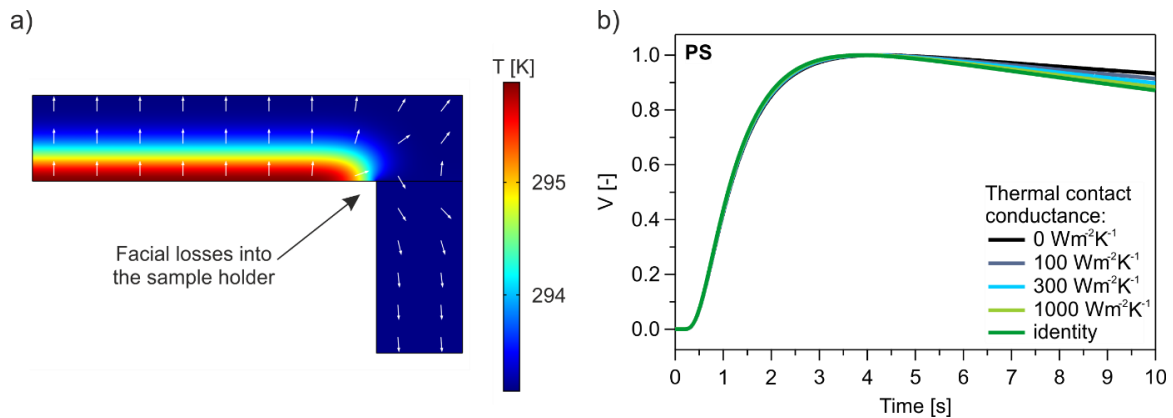 a)
T [K]
295
294
Facial losses into
the sample holder
b)
PS
V [-]
1.0
0.8
0.6
0.4
0.2
0.0
Thermal contact
conductance:
0 Wm⁻²K⁻¹
100 Wm⁻²K⁻¹
300 Wm⁻²K⁻¹
1000 Wm⁻²K⁻¹
identity
0 1 2 3 4 5 6 7 8 9 10
Time [s]